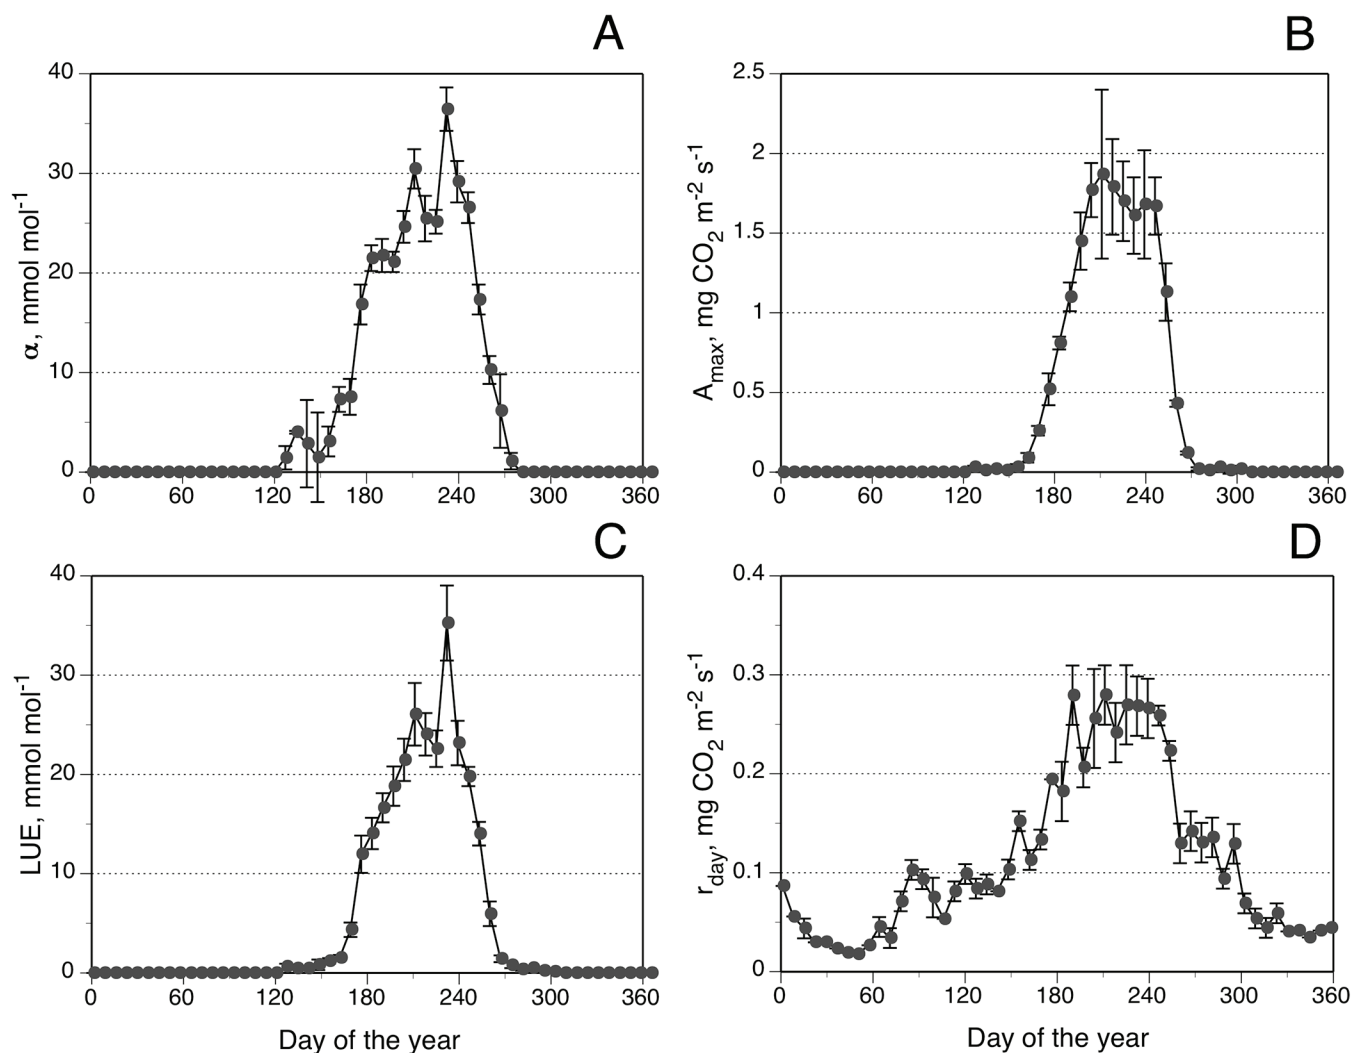 A
40
30
20
10
0
α, mmol mol-1
0 60 120 180 240 300 360
B
2.5
2
1.5
1
0.5
0
Amax, mg CO2 m-2 s-1
0 60 120 180 240 300 360
C
40
30
20
10
0
LUE, mmol mol-1
0 60 120 180 240 300 360
Day of the year
D
0.4
0.3
0.2
0.1
0
rday, mg CO2 m-2 s-1
0 60 120 180 240 300 360
Day of the year